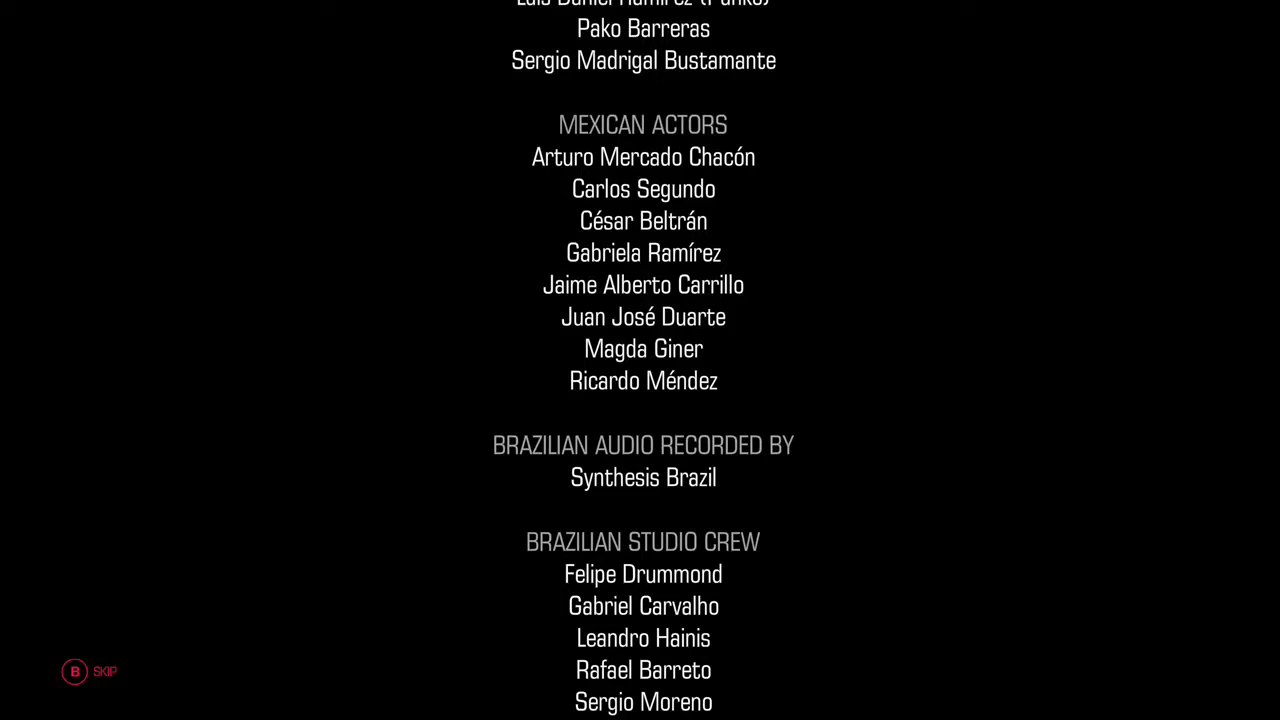 Pako Barreras
Sergio Madrigal Bustamante
MEXICAN ACTORS
Arturo Mercado Chacón
Carlos Segundo
César Beltrán
Gabriela Ramírez
Jaime Alberto Carrillo
Juan José Duarte
Magda Giner
Ricardo Méndez
BRAZILIAN AUDIO RECORDED BY
Synthesis Brazil
BRAZILIAN STUDIO CREW
Felipe Drummond
Gabriel Carvalho
Leandro Hainis
Rafael Barreto
Sergio Moreno
B SKIP